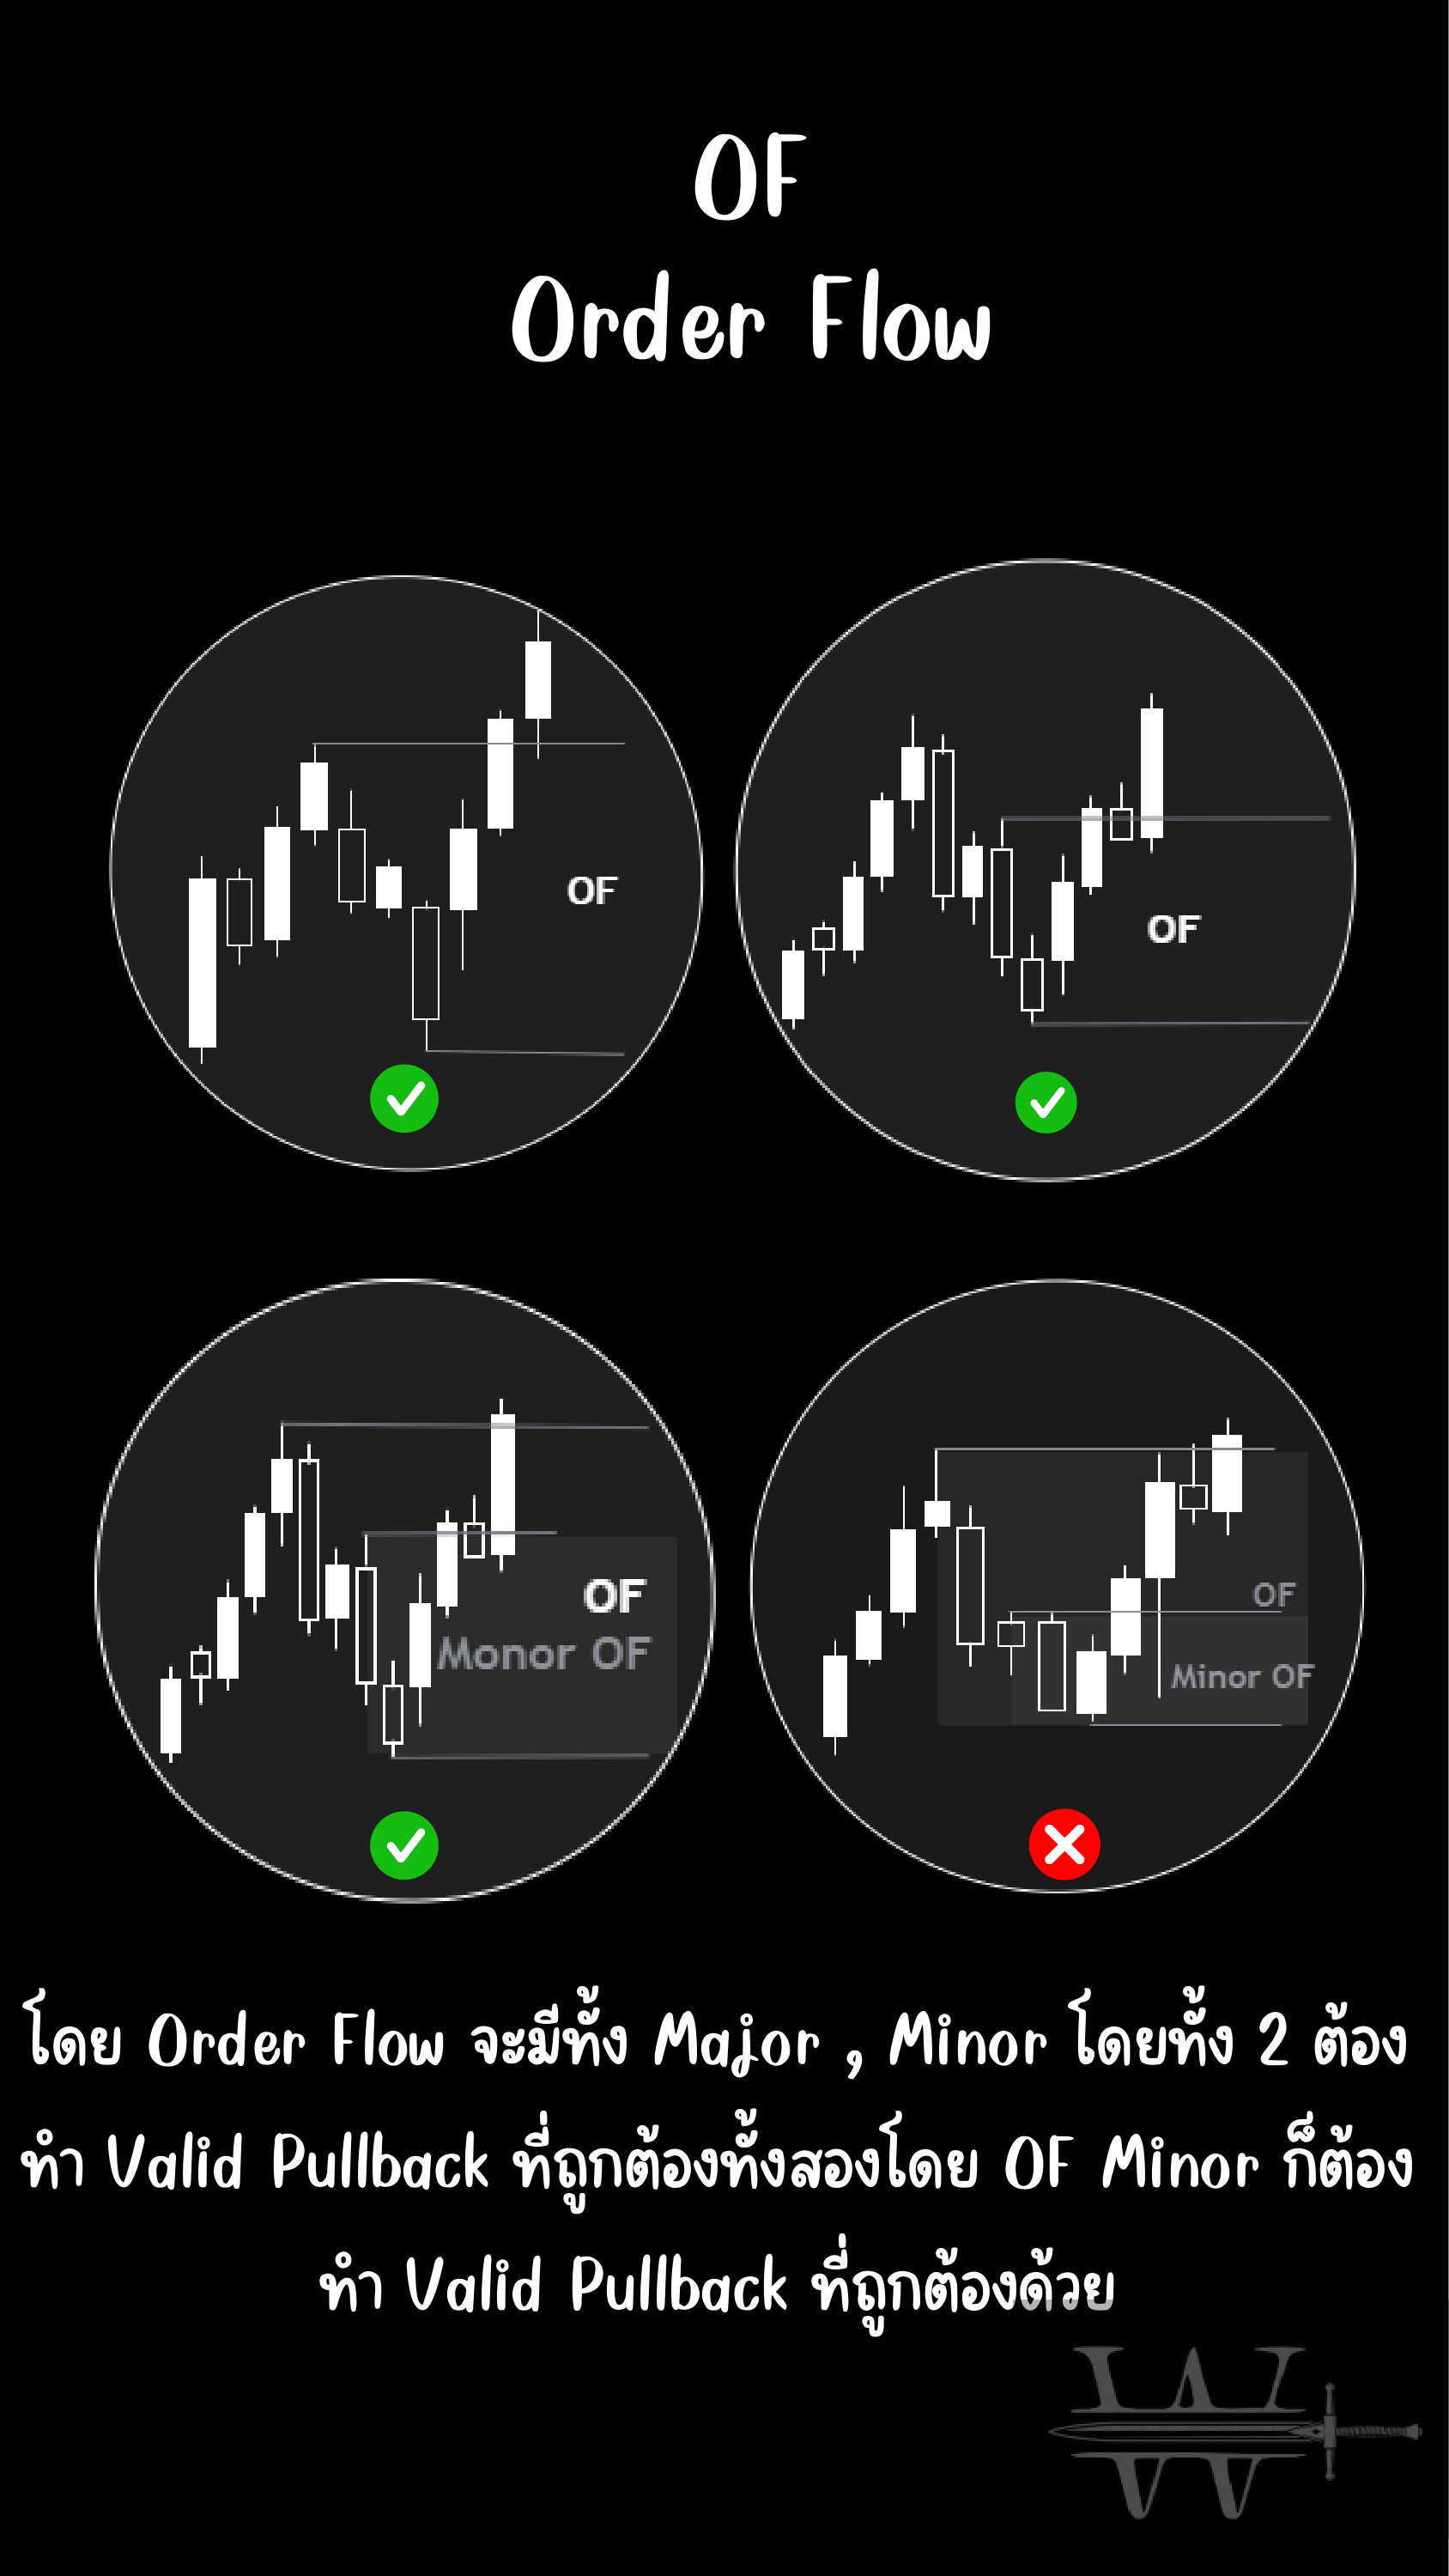 OF
Order Flow
OF
OF
OF
Monor OF
OF
Minor OF
โดย Order Flow จะมีทั้ง Major , Minor โดยทั้ง 2 ต้อง
ทำ Valid Pullback ที่ถูกต้องทั้งสองโดย OF Minor ก็ต้อง
ทำ Valid Pullback ที่ถูกต้องด้วย
W